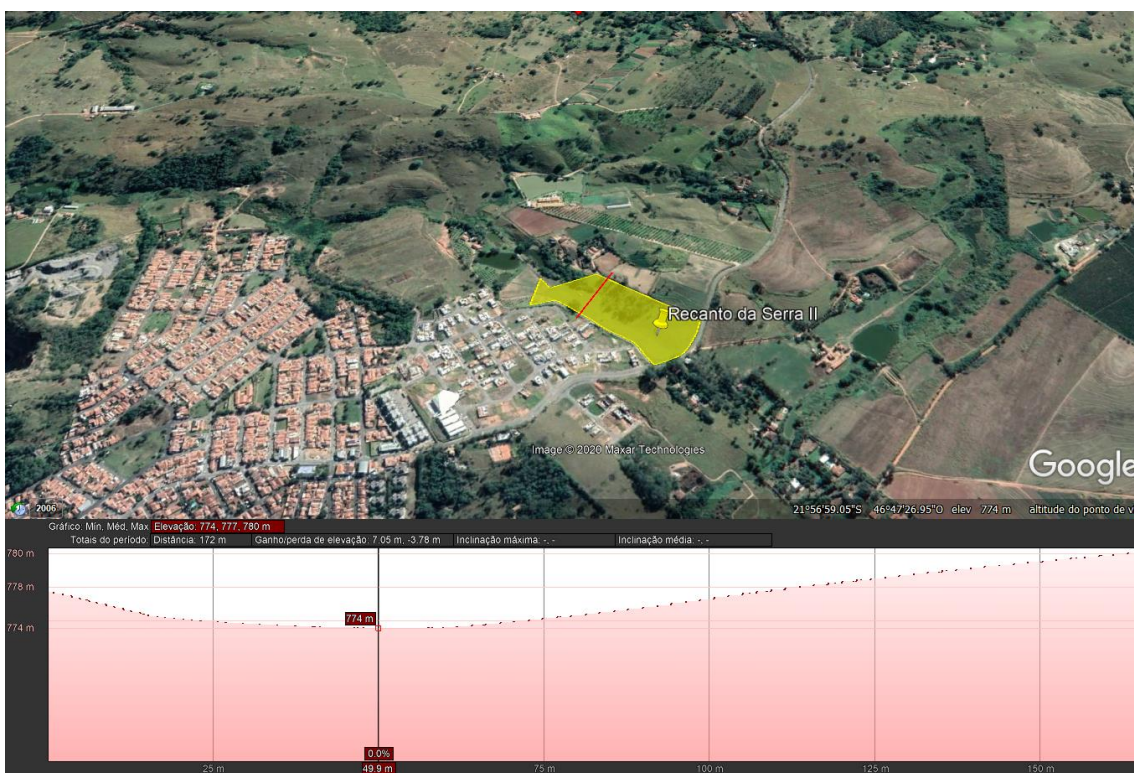 Recanto da Serra II
Image © 2020 Maxar Technologies
Google
2006
21°56'59.05"S 46°47'26.95"O elev 774 m altitude do ponto de v
Gráfico: Min, Méd, Max Elevação: 774, 777, 780 m
Totais do período: Distância: 172 m Ganho/perda de elevação: 7.05 m, -3.78 m Inclinação máxima: -, - Inclinação média: -, -
780 m
778 m
774 m
774 m
0.0%
25 m 49.9 m 75 m 100 m 125 m 150 m